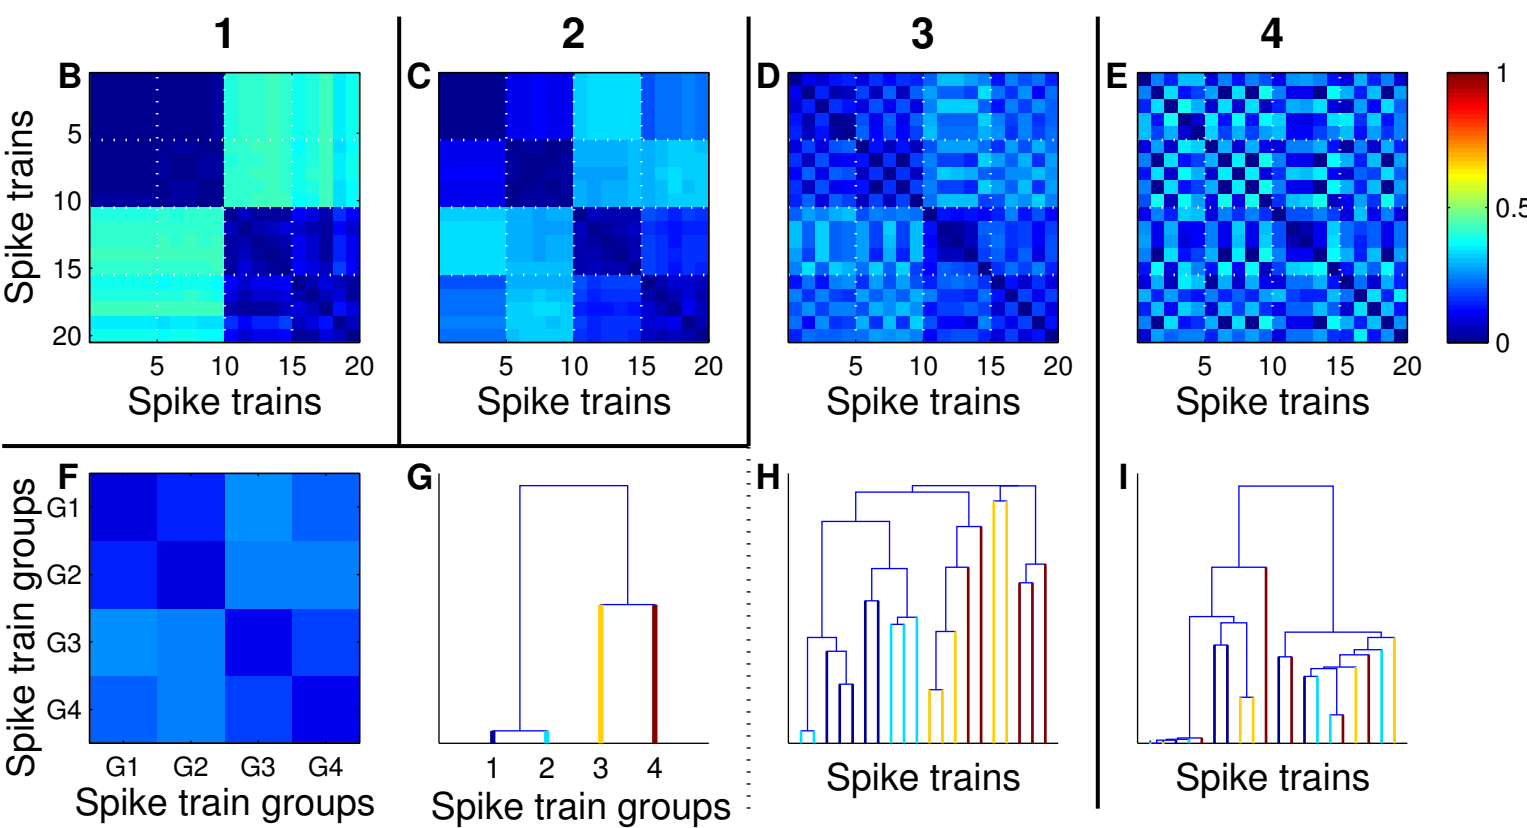 1 2 3 4
B C D E
Spike trains
5
10
15
20
5 10 15 20
5 10 15 20
5 10 15 20
5 10 15 20
Spike trains
Spike trains
Spike trains
Spike trains
1
0.5
0
F G H I
Spike train groups
G1
G2
G3
G4
G1 G2 G3 G4
1 2 3 4
Spike train groups
Spike train groups
Spike trains
Spike trains